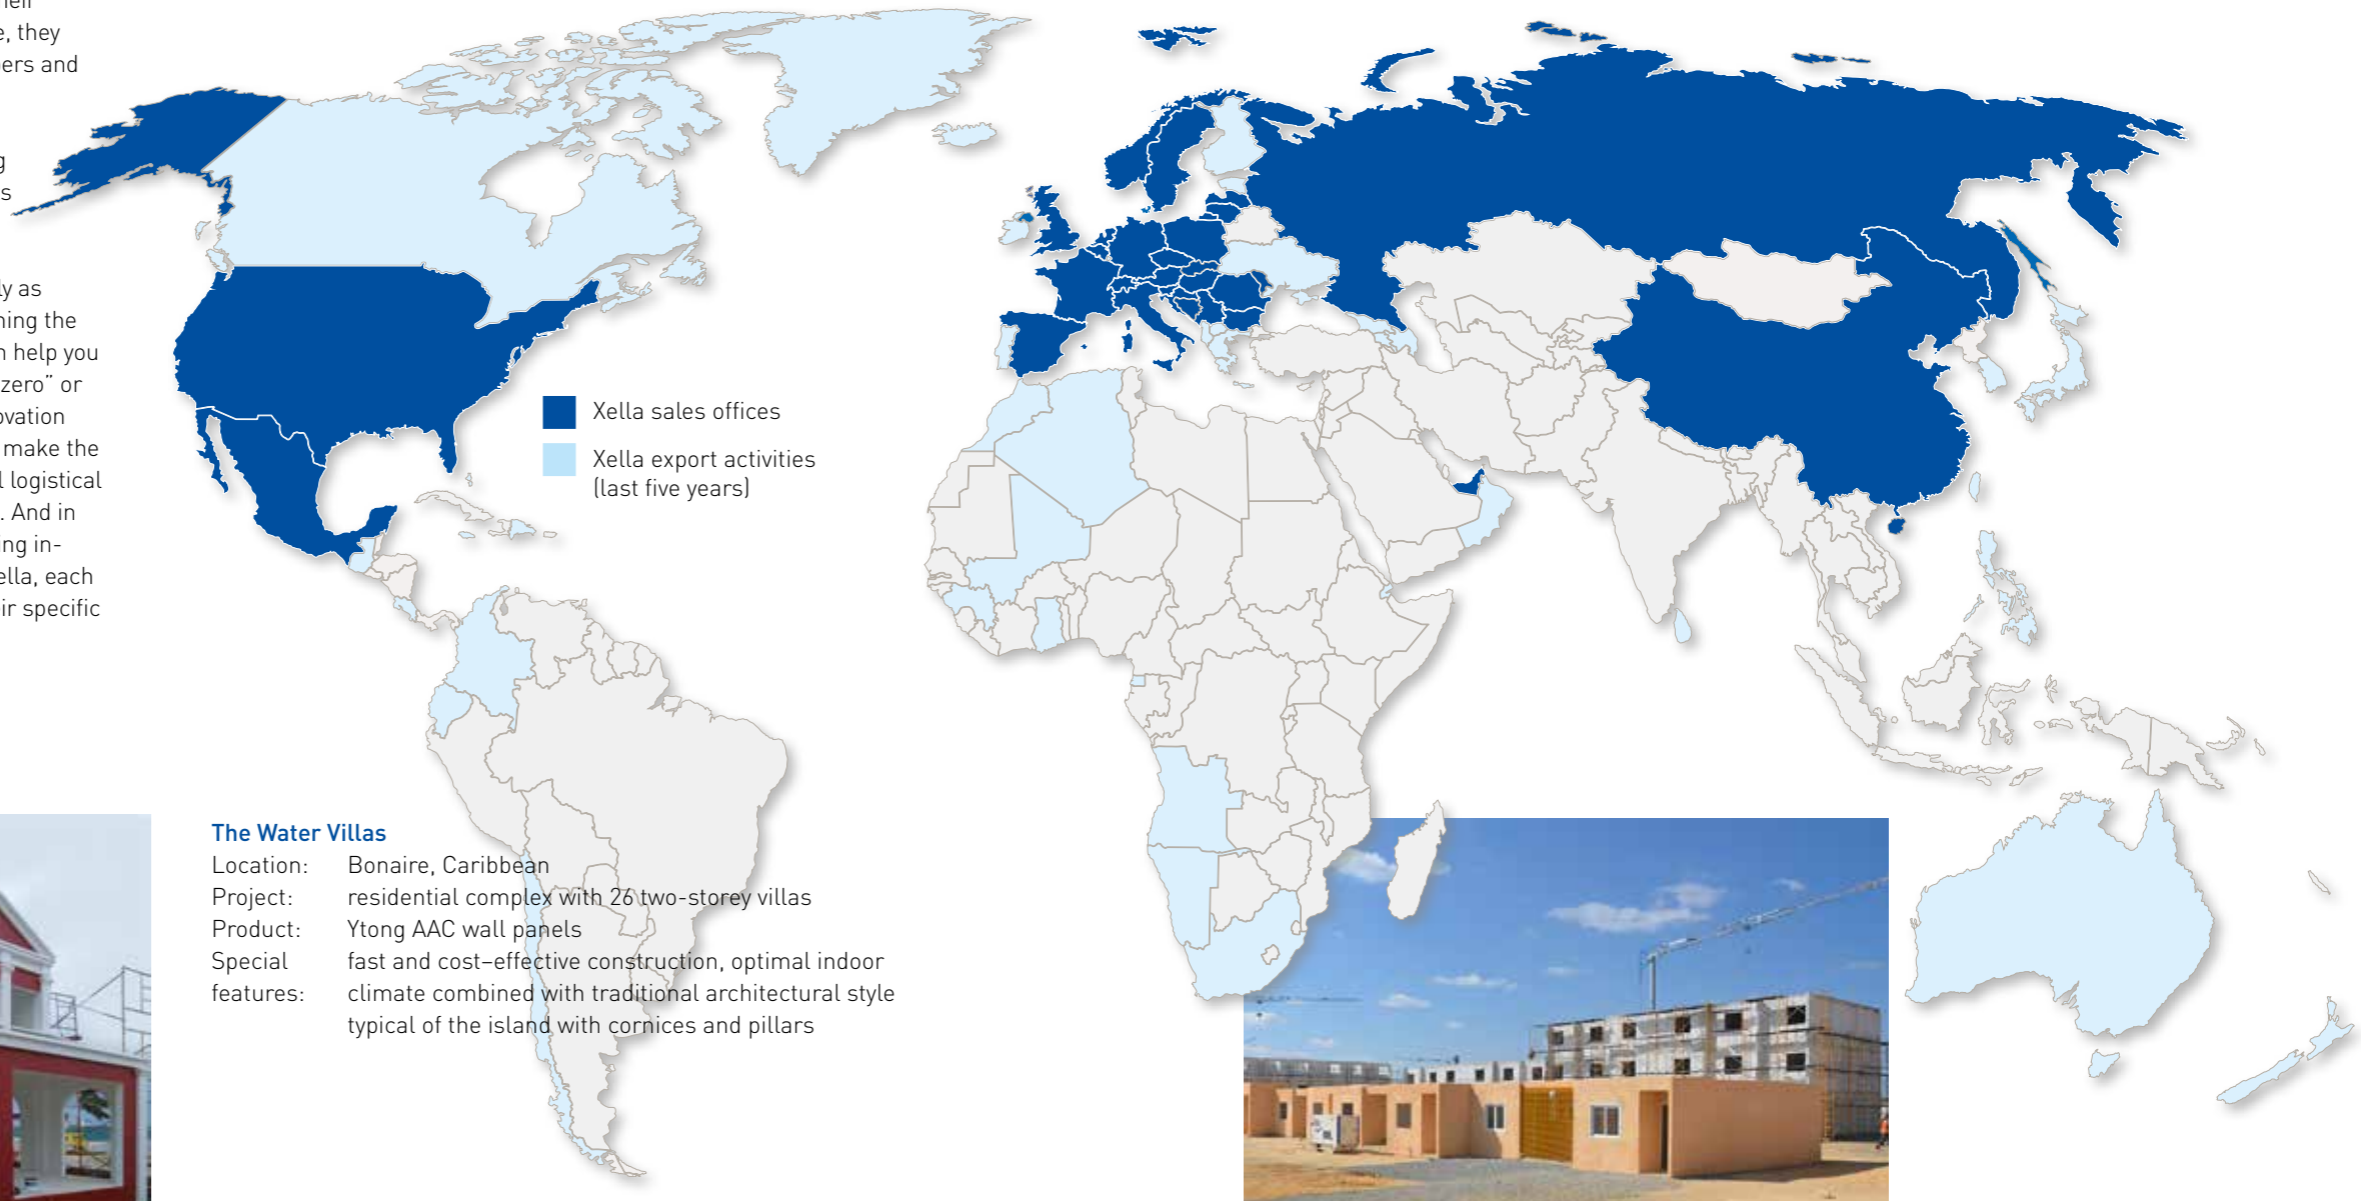 e, they
ers and
g
s
ly as
ning the
n help you
zero” or
ovation
make the
l logistical
. And in
ing in-
ella, each
ir specific
Xella sales offices
Xella export activities
(last five years)
The Water Villas
Location: Bonaire, Caribbean
Project: residential complex with 26 two-storey villas
Product: Ytong AAC wall panels
Special fast and cost–effective construction, optimal indoor
features: climate combined with traditional architectural style
typical of the island with cornices and pillars